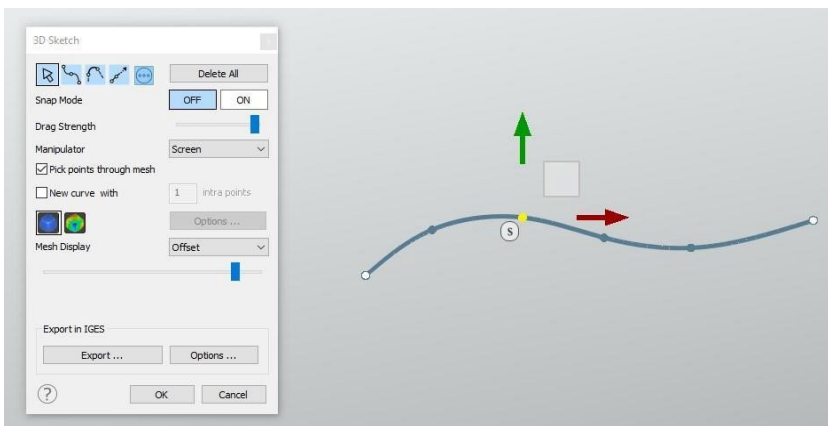 3D Sketch
Delete All
Snap Mode OFF ON
Drag Strength
Manipulator Screen
Pick points through mesh
New curve with 1 intra points
Options ...
Mesh Display Offset
Export in IGES
Export ... Options ...
? OK Cancel
S